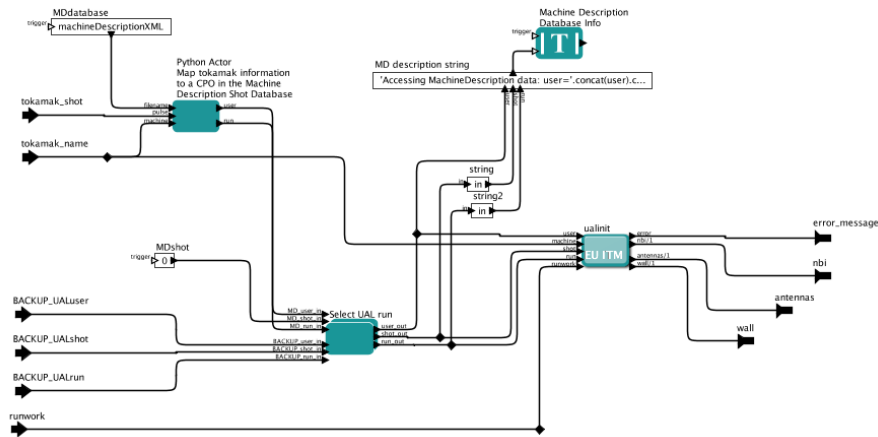 MDdatabase
trigger
machineDescriptionXML
Machine Description
Database Info
trigger
T
Python Actor
Map tokamak information
to a CPO in the Machine
Description Shot Database
MD description string
'Accessing MachineDescription data: user='.concat(user).c...
tokamak_shot
filename
pulse
machine
user
run
tokamak_name
string
in
in
string2
in
in
ualinit
user
machine
shot
run
runwork
EU ITM
error
nbi/1
antennas/1
wall/1
error_message
nbi
antennas
wall
MDshot
trigger
0
BACKUP_UALuser
Select UAL run
MD_user_in
MD_shot_in
MD_run_in
BACKUP_user_in
BACKUP_shot_in
BACKUP_run_in
user_out
shot_out
run_out
BACKUP_UALshot
BACKUP_UALrun
runwork